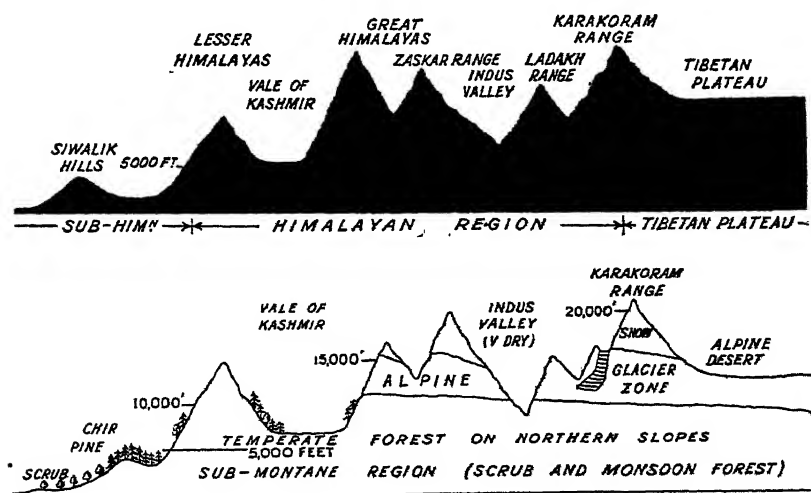 LESSER
HIMALAYAS
VALE OF
KASHMIR
GREAT
HIMALAYAS
ZASKAR RANGE
INDUS
VALLEY
LADAKH
RANGE
KARAKORAM
RANGE
TIBETAN
PLATEAU
SIWALIK
HILLS
5000 FT.
SUB-HIMN
HIMALAYAN REGION
TIBETAN PLATEAU
VALE OF
KASHMIR
INDUS
VALLEY
(V DRY)
KARAKORAM
RANGE
20,000'
SNOW
ALPINE
DESERT
15,000'
ALPINE
GLACIER
ZONE
10,000'
CHIR
PINE
TEMPERATE FOREST ON NORTHERN SLOPES
5,000 FEET
SCRUB
SUB-MONTANE REGION (SCRUB AND MONSOON FOREST)